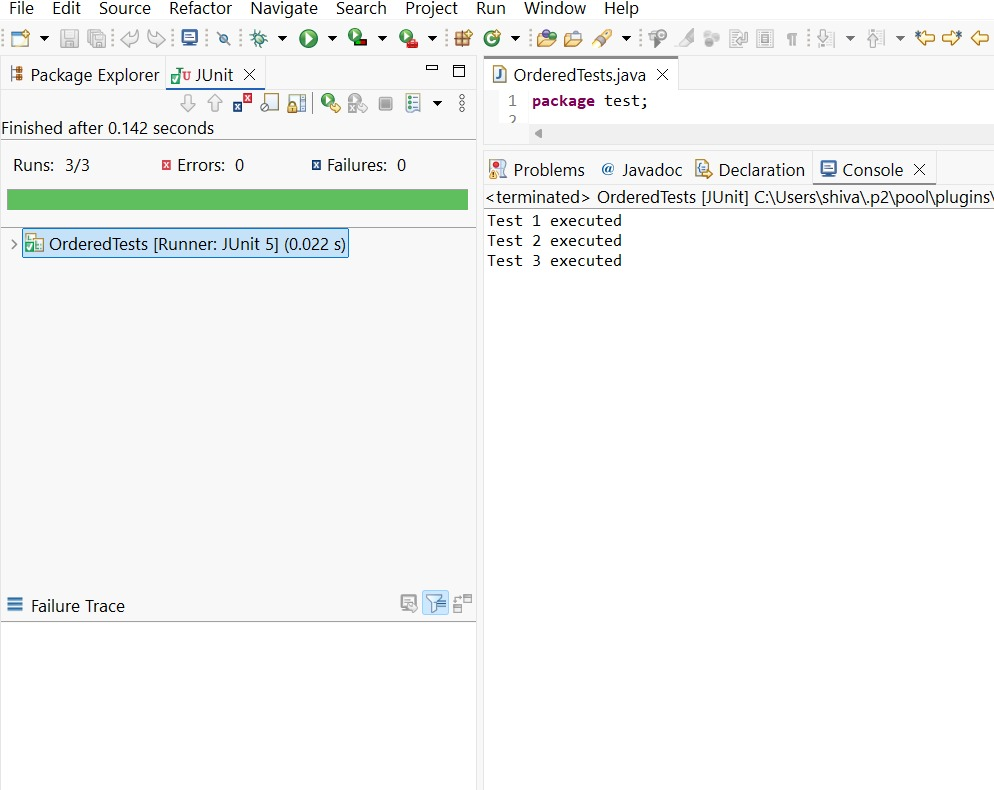 File Edit Source Refactor Navigate Search Project Run Window Help
Package Explorer JUnit
Finished after 0.142 seconds
Runs: 3/3 Errors: 0 Failures: 0
OrderedTests [Runner: JUnit 5] (0.022 s)
Failure Trace
OrderedTests.java
1 package test;
2
Problems @ Javadoc Declaration Console
<terminated> OrderedTests [JUnit] C:\Users\shiva\.p2\pool\plugins\
Test 1 executed
Test 2 executed
Test 3 executed